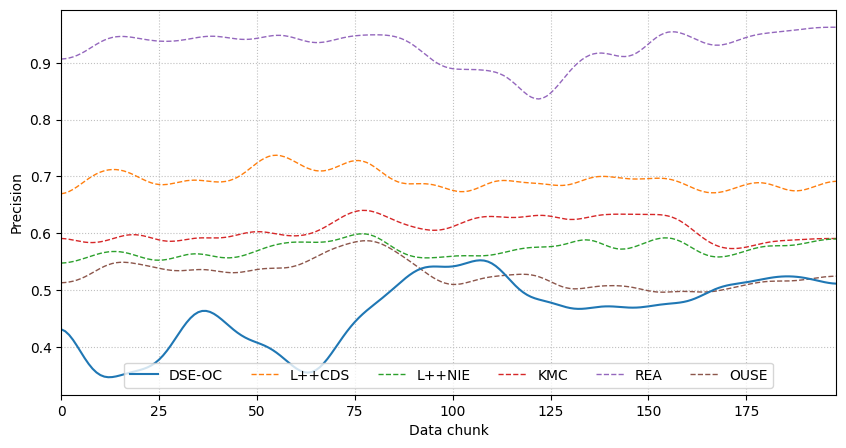 Precision
0.9
0.8
0.7
0.6
0.5
0.4
DSE-OC L++CDS L++NIE KMC REA OUSE
0 25 50 75 100 125 150 175
Data chunk